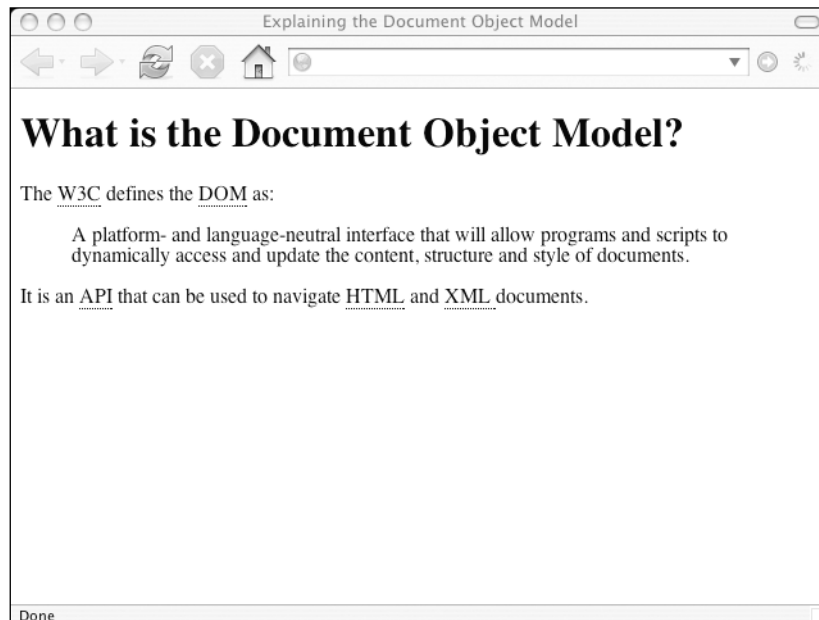 Explaining the Document Object Model
What is the Document Object Model?
The W3C defines the DOM as:
A platform- and language-neutral interface that will allow programs and scripts to
dynamically access and update the content, structure and style of documents.
It is an API that can be used to navigate HTML and XML documents.
Done